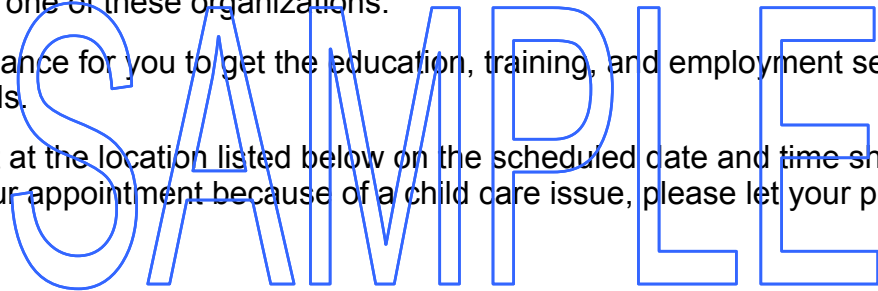 one of these organizations.
ance for you to get the education, training, and employment se
ls.
at the location listed below on the scheduled date and time sh
ur appointment because of a child care issue, please let your p
SAMPLE